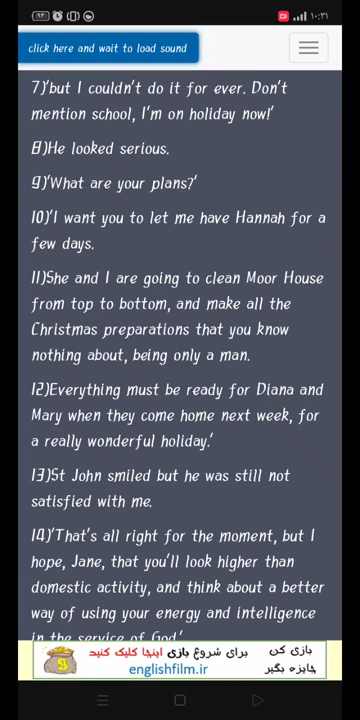 ۹۳ ۱۰:۳۱
click here and wait to load sound
7)'but I couldn't do it for ever. Don't
mention school, I'm on holiday now!'
8)He looked serious.
9)'What are your plans?'
10)'I want you to let me have Hannah for a
few days.
11)She and I are going to clean Moor House
from top to bottom, and make all the
Christmas preparations that you know
nothing about, being only a man.
12)Everything must be ready for Diana and
Mary when they come home next week, for
a really wonderful holiday.'
13)St John smiled but he was still not
satisfied with me.
14)'That's all right for the moment, but I
hope, Jane, that you'll look higher than
domestic activity, and think about a better
way of using your energy and intelligence
in the service of God.'
بازی کن
برای شروع بازی اینجا کلیک کنید
جایزه بگیر
englishfilm.ir